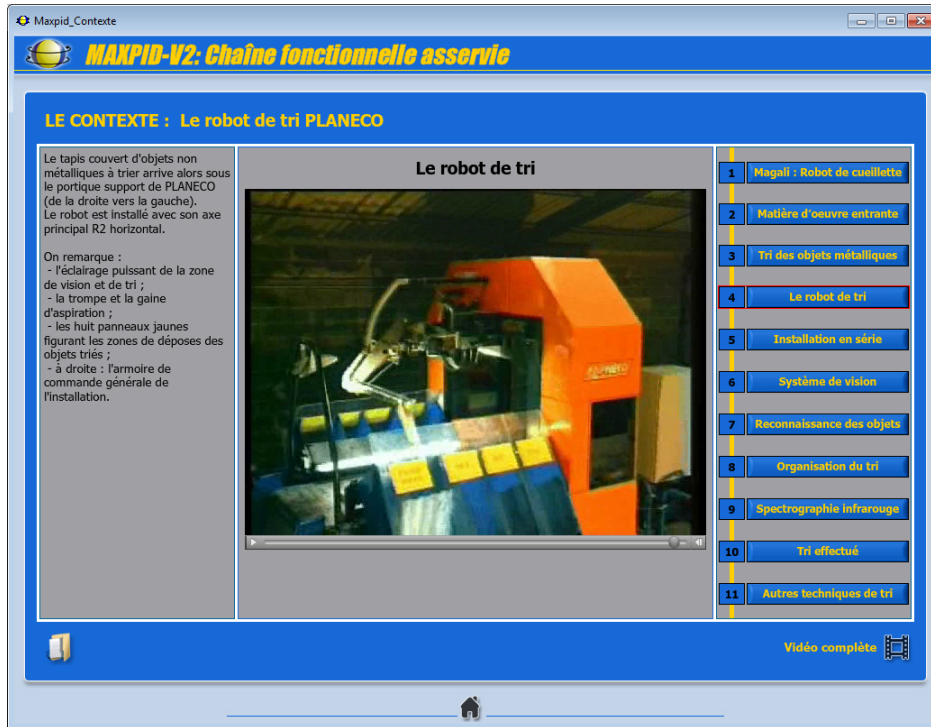 Maxpid_Contexte
MAXPID-V2: Chaîne fonctionnelle asservie
LE CONTEXTE : Le robot de tri PLANECO
Le tapis couvert d'objets non
métalliques à trier arrive alors sous
le portique support de PLANECO
(de la droite vers la gauche).
Le robot est installé avec son axe
principal R2 horizontal.
On remarque :
- l'éclairage puissant de la zone
de vision et de tri ;
- la trompe et la gaine
d'aspiration ;
- les huit panneaux jaunes
figurant les zones de déposes des
objets triés ;
- à droite : l'armoire de
commande générale de
l'installation.
Le robot de tri
PLANECO
1 Magali : Robot de cueillette
2 Matière d'oeuvre entrante
3 Tri des objets métalliques
4 Le robot de tri
5 Installation en série
6 Système de vision
7 Reconnaissance des objets
8 Organisation du tri
9 Spectrographie infrarouge
10 Tri effectué
11 Autres techniques de tri
Vidéo complète